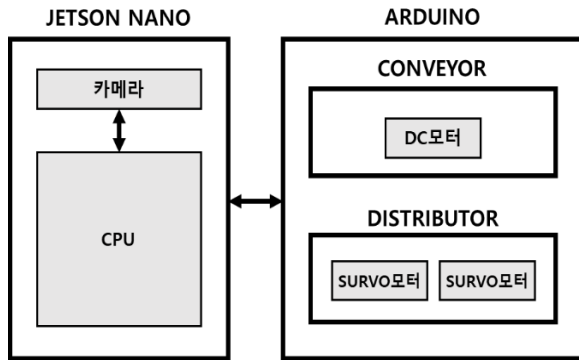 JETSON NANO
카메라
CPU
ARDUINO
CONVEYOR
DC모터
DISTRIBUTOR
SURVO모터
SURVO모터